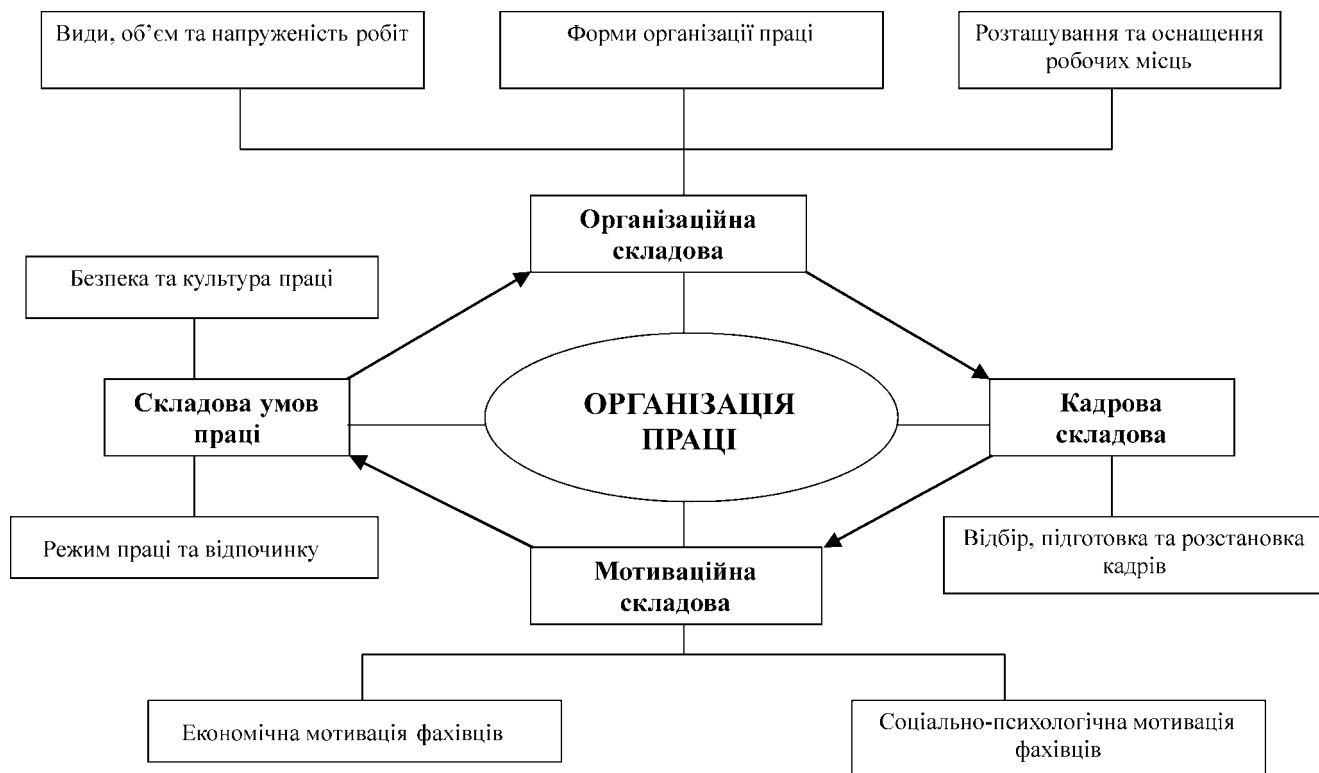 Види, об’єм та напруженість робіт
Форми організації праці
Розташування та оснащення
робочих місць
Організаційна
складова
Безпека та культура праці
Складова умов
праці
ОРГАНІЗАЦІЯ
ПРАЦІ
Кадрова
складова
Режим праці та відпочинку
Мотиваційна
складова
Відбір, підготовка та розстановка
кадрів
Економічна мотивація фахівців
Соціально-психологічна мотивація
фахівців